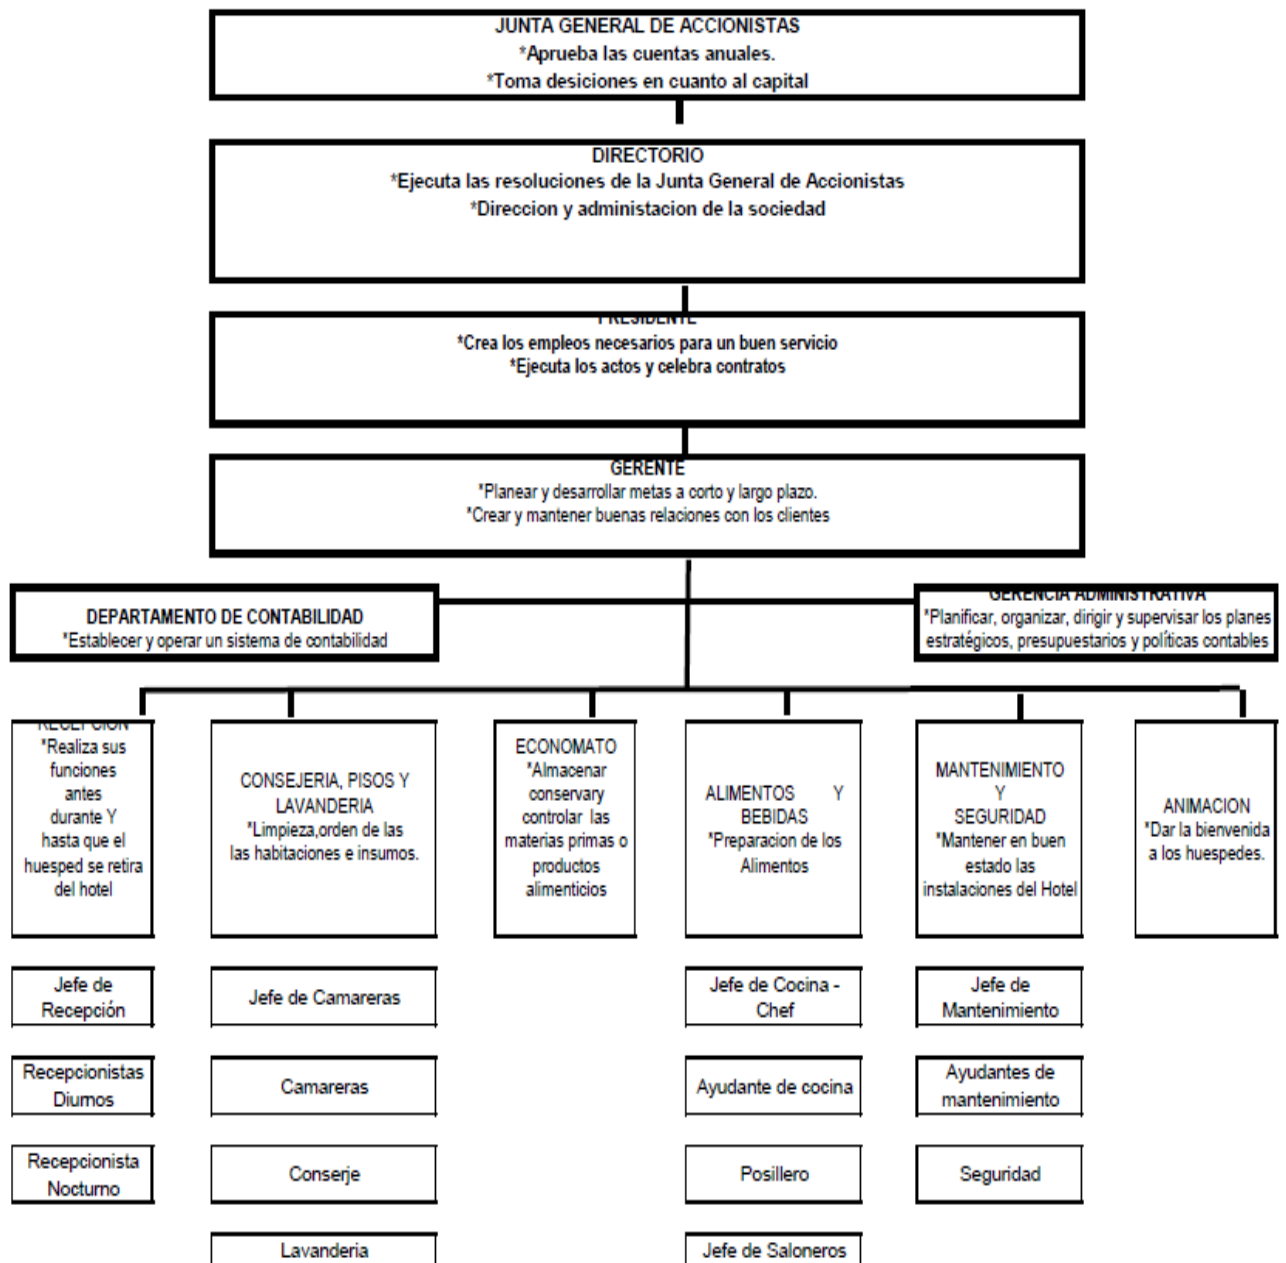 JUNTA GENERAL DE ACCIONISTAS
*Aprueba las cuentas anuales.
*Toma desiciones en cuanto al capital
DIRECTORIO
*Ejecuta las resoluciones de la Junta General de Accionistas
*Direccion y administacion de la sociedad
PRESIDENTE
*Crea los empleos necesarios para un buen servicio
*Ejecuta los actos y celebra contratos
GERENTE
*Planear y desarrollar metas a corto y largo plazo.
*Crear y mantener buenas relaciones con los clientes
DEPARTAMENTO DE CONTABILIDAD
*Establecer y operar un sistema de contabilidad
GERENCIA ADMINISTRATIVA
*Planificar, organizar, dirigir y supervisar los planes
estratégicos, presupuestarios y políticas contables
RECEPCION
*Realiza sus
funciones
antes
durante Y
hasta que el
huesped se retira
del hotel
CONSEJERIA, PISOS Y
LAVANDERIA
*Limpieza,orden de las
las habitaciones e insumos.
ECONOMATO
*Almacenar
conservary
controlar las
materias primas o
productos
alimenticios
ALIMENTOS Y
BEBIDAS
*Preparacion de los
Alimentos
MANTENIMIENTO
Y
SEGURIDAD
*Mantener en buen
estado las
instalaciones del Hotel
ANIMACION
*Dar la bienvenida
a los huespedes.
Jefe de
Recepción
Jefe de Camareras
Jefe de Cocina -
Chef
Jefe de
Mantenimiento
Recepcionistas
Diurnos
Camareras
Ayudante de cocina
Ayudantes de
mantenimiento
Recepcionista
Nocturno
Conserje
Posillero
Seguridad
Lavanderia
Jefe de Saloneros